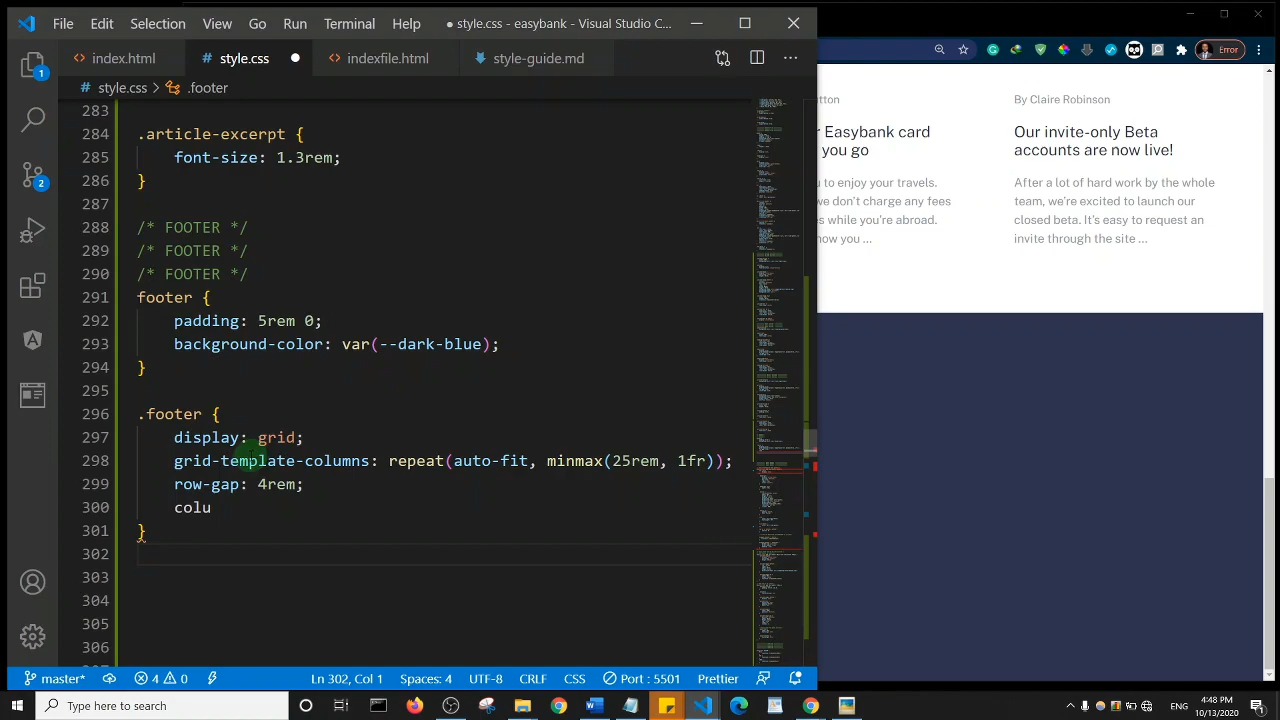 File Edit Selection View Go Run Terminal Help
● style.css - easybank - Visual Studio C...
index.html
# style.css
invoxfile.html
style-guide.md
# style.css > .footer
283
284 .article-excerpt {
285 font-size: 1.5rem;
286 }
287
288 /*FOOTER */
289 /*FOOTER */
290 /*FOOTER */
291 footer {
292 padding: 5rem 0;
293 background-color: var(--dark-blue);
294 }
295
296 .footer {
297 display: grid;
298 grid-template-columns: repeat(auto-fit, minmax(25rem, 1fr));
299 row-gap: 4rem;
300 colu
301 }
302
303
304
305
306
307
1
2
master
4 0
Ln 302, Col 1
Spaces: 4
UTF-8
CRLF
CSS
Port : 5501
Prettier
Error
By Claire Robinson
Our invite-only Beta
accounts are now live!
After a lot of hard work by the whole
team, we're excited to launch our
closed beta. It's easy to request an
invite through the site ...
Easybank card
you go
to enjoy your travels.
we don't charge any fees
while you're abroad.
how you ...
Type here to search
ENG
4:48 PM
10/13/2020